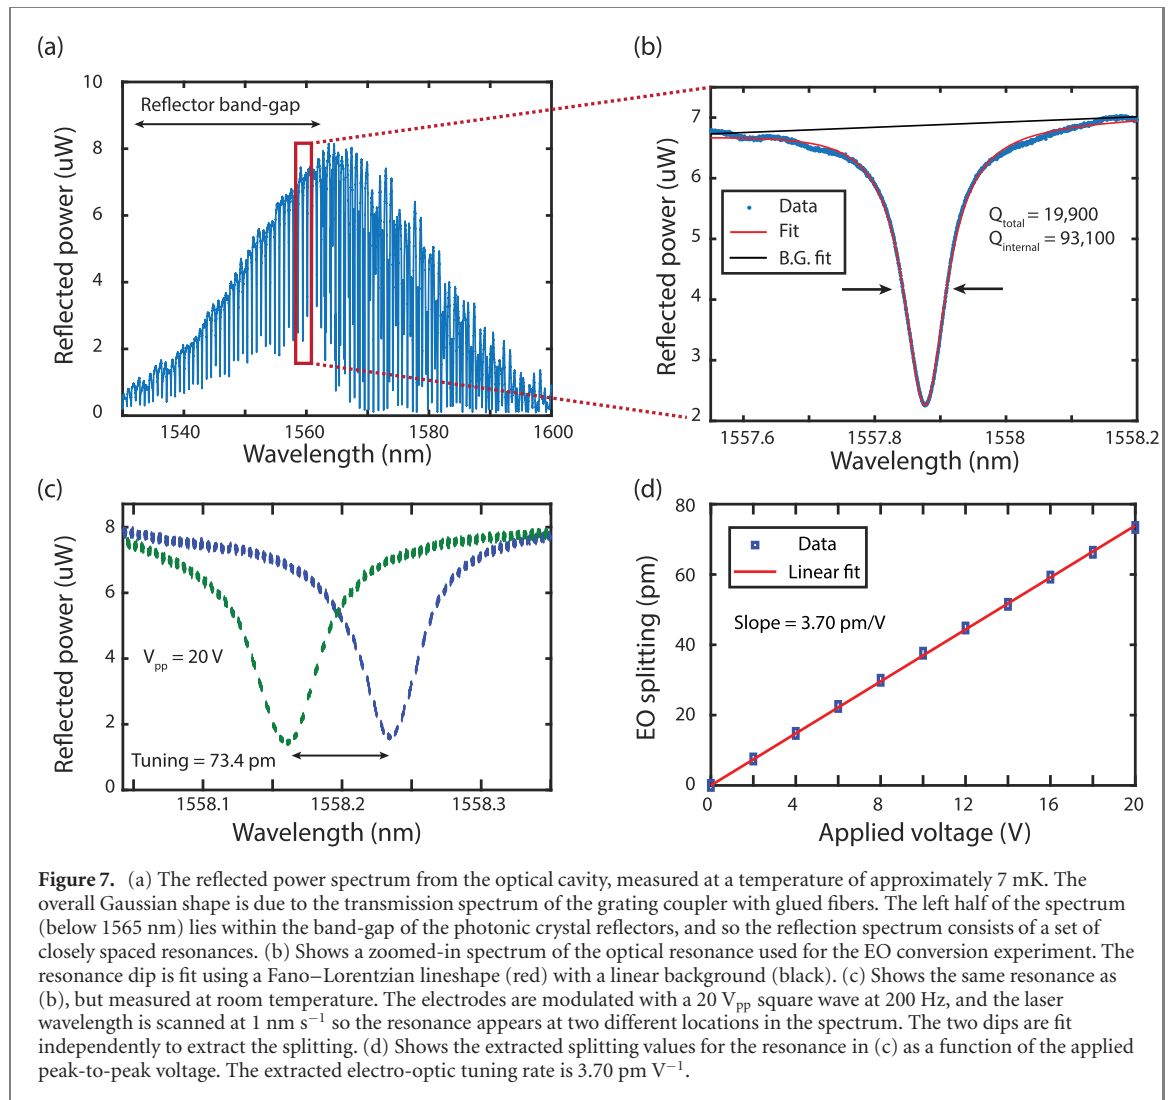 (a)
10
8
6
4
2
0
Reflected power (uW)
Reflector band-gap
1540
1560
1580
1600
Wavelength (nm)
(b)
7
6
5
4
3
2
Reflected power (uW)
Data
Fit
B.G. fit
Qtotal = 19,900
Qinternal = 93,100
1557.6
1557.8
1558
1558.2
Wavelength (nm)
(c)
8
6
4
2
0
Reflected power (uW)
Vpp = 20 V
Tuning = 73.4 pm
1558.1
1558.2
1558.3
Wavelength (nm)
(d)
80
60
40
20
0
EO splitting (pm)
Data
Linear fit
Slope = 3.70 pm/V
0
4
8
12
16
20
Applied voltage (V)
Figure 7. (a) The reflected power spectrum from the optical cavity, measured at a temperature of approximately 7 mK. The
overall Gaussian shape is due to the transmission spectrum of the grating coupler with glued fibers. The left half of the spectrum
(below 1565 nm) lies within the band-gap of the photonic crystal reflectors, and so the reflection spectrum consists of a set of
closely spaced resonances. (b) Shows a zoomed-in spectrum of the optical resonance used for the EO conversion experiment. The
resonance dip is fit using a Fano–Lorentzian lineshape (red) with a linear background (black). (c) Shows the same resonance as
(b), but measured at room temperature. The electrodes are modulated with a 20 Vpp square wave at 200 Hz, and the laser
wavelength is scanned at 1 nm s⁻¹ so the resonance appears at two different locations in the spectrum. The two dips are fit
independently to extract the splitting. (d) Shows the extracted splitting values for the resonance in (c) as a function of the applied
peak-to-peak voltage. The extracted electro-optic tuning rate is 3.70 pm V⁻¹.